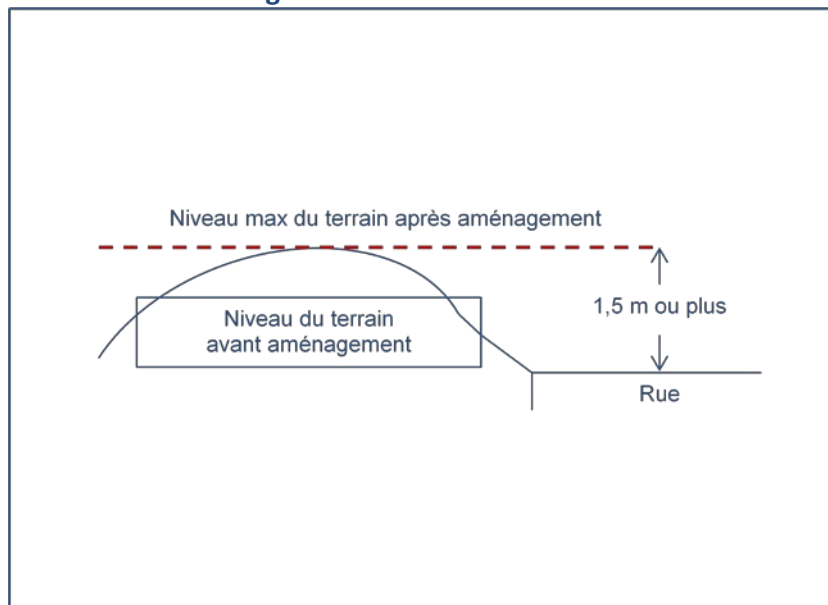 Niveau max du terrain après aménagement
Niveau du terrain
avant aménagement
1,5 m ou plus
Rue